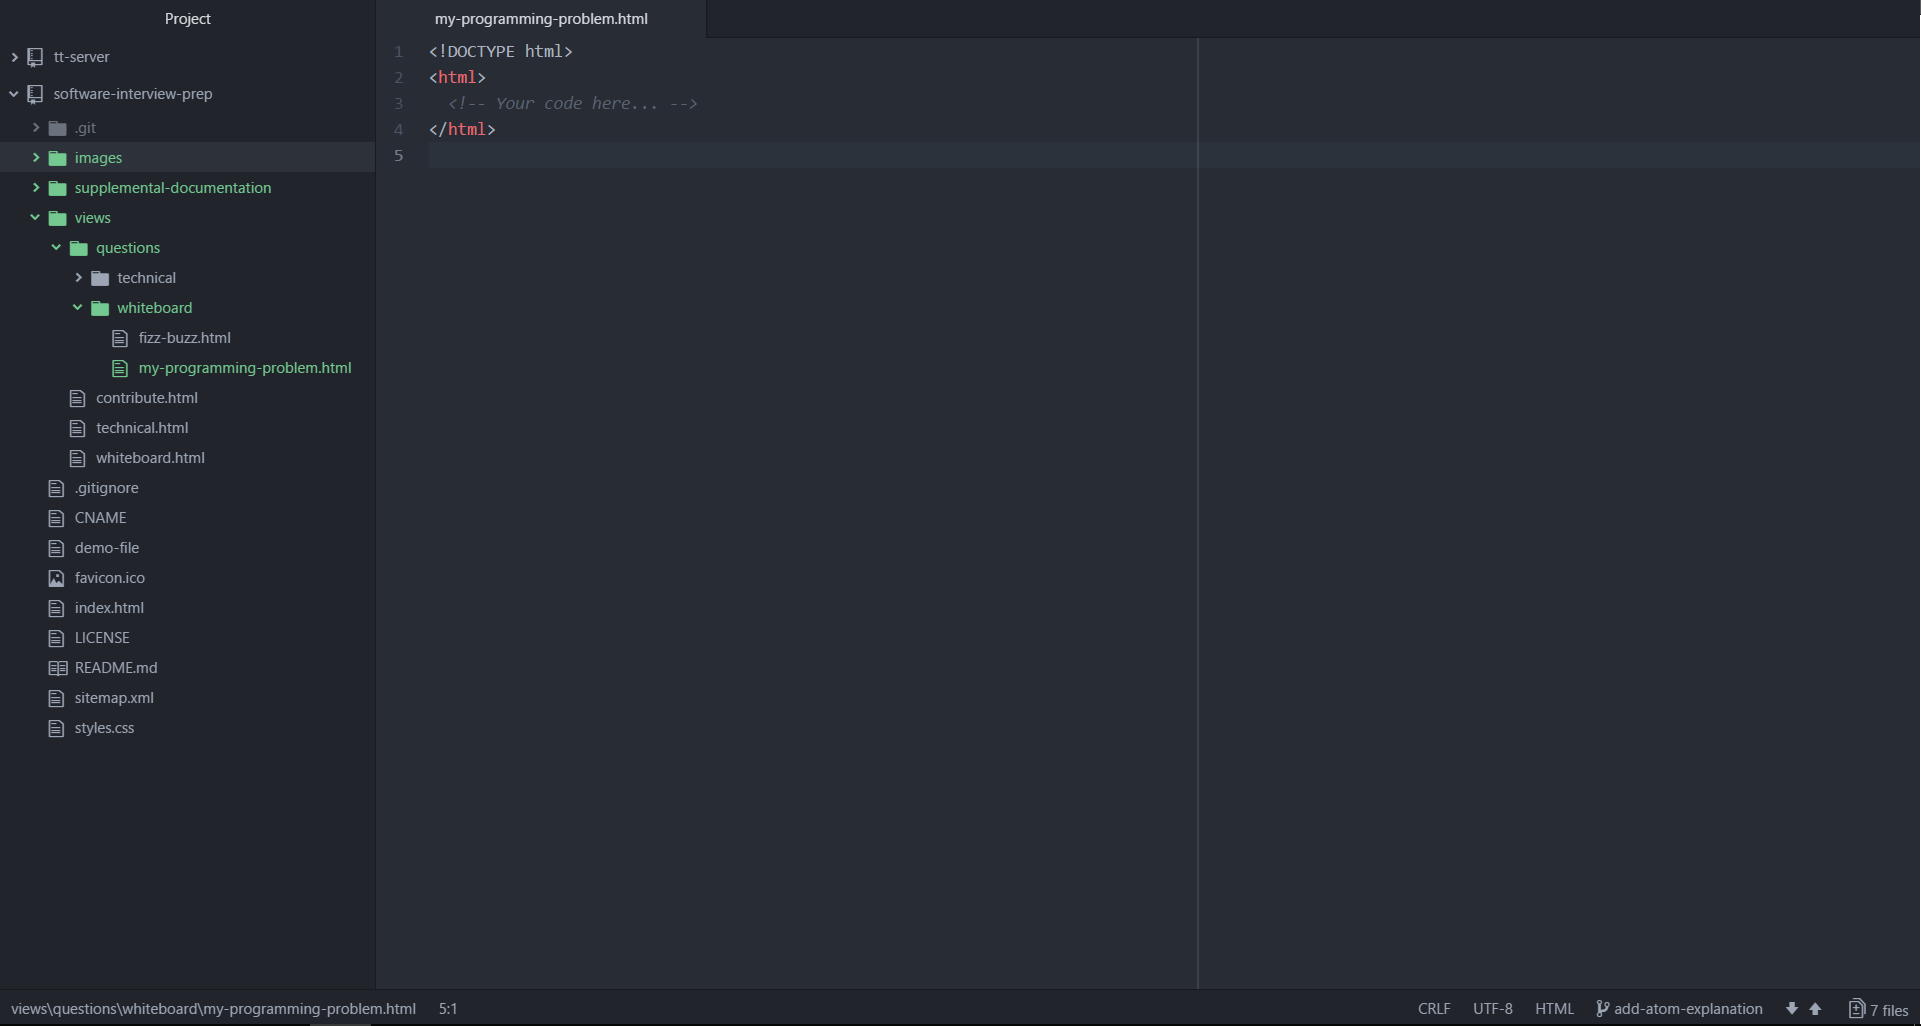 Project
tt-server
software-interview-prep
.git
images
supplemental-documentation
views
questions
technical
whiteboard
fizz-buzz.html
my-programming-problem.html
contribute.html
technical.html
whiteboard.html
.gitignore
CNAME
demo-file
favicon.ico
index.html
LICENSE
README.md
sitemap.xml
styles.css
my-programming-problem.html
1 <!DOCTYPE html>
2 <html>
3 <!-- Your code here... -->
4 </html>
5
views\questions\whiteboard\my-programming-problem.html 5:1 CRLF UTF-8 HTML add-atom-explanation 7 files